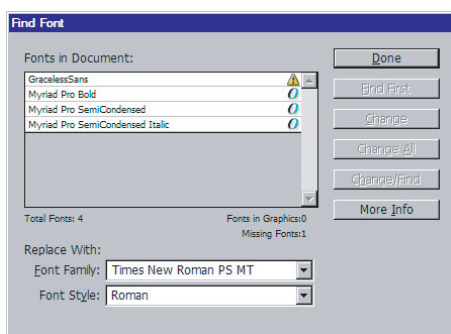 Find Font
Fonts in Document:
GracelessSans
Myriad Pro Bold
Myriad Pro SemiCondensed
Myriad Pro SemiCondensed Italic
Total Fonts: 4
Fonts in Graphics:0
Missing Fonts:1
Replace With:
Font Family: Times New Roman PS MT
Font Style: Roman
Done
Find First
Change
Change All
Change/Find
More Info